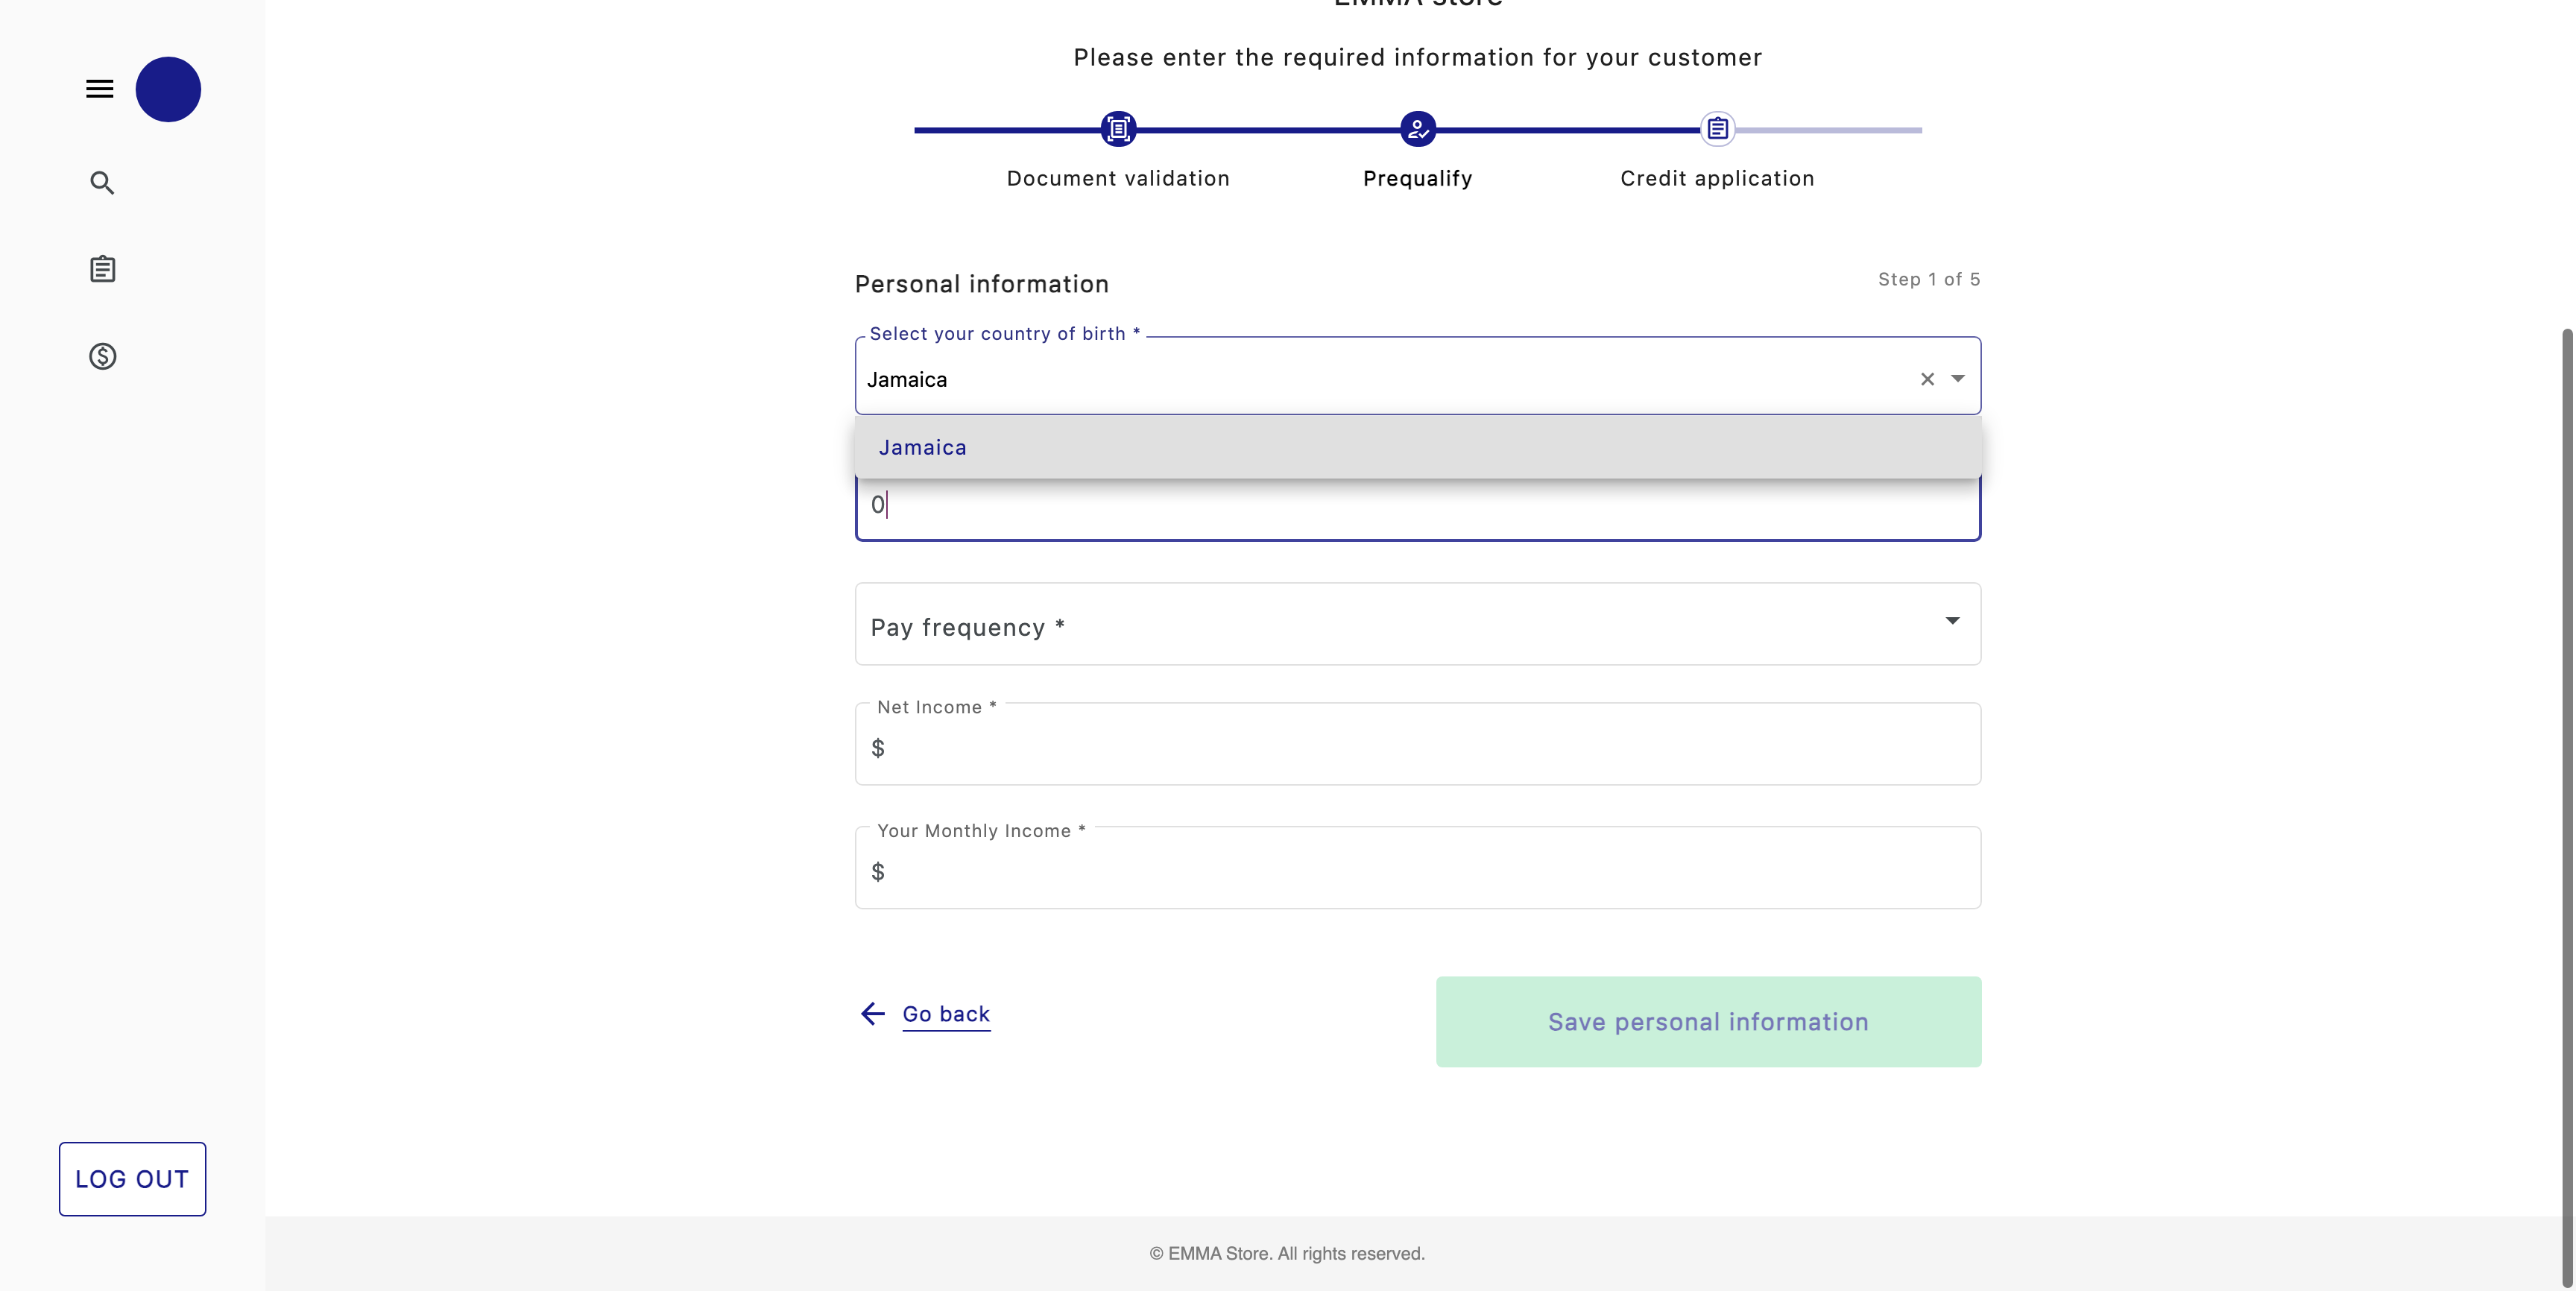 EMMA Store
Please enter the required information for your customer
Document validation
Prequalify
Credit application
Personal information
Step 1 of 5
Select your country of birth *
Jamaica
Jamaica
0
Pay frequency *
Net Income *
$
Your Monthly Income *
$
Go back
Save personal information
LOG OUT
© EMMA Store. All rights reserved.